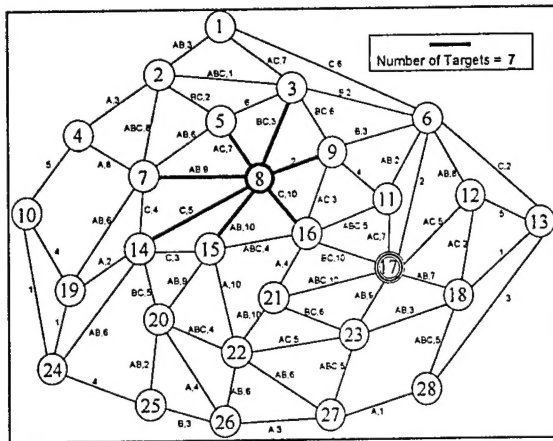 1
AB,3
AC,7
C,6
Number of Targets = 7
2
ABC,1
3
B,2
A,3
BC,2
6
BC,6
6
4
5
ABC,8
AB,6
BC,3
AC,7
9
B,3
C,2
5
A,8
7
AB,9
8
2
4
AB,2
2
AB,8
11
12
5
13
10
AB,6
C,4
C,5
C,10
AC,3
ABC,5
AC,7
AC,5
AC,2
1
4
14
C,3
15
AB,10
ABC,4
16
BC,10
17
AB,7
3
1
19
A,2
BC,5
AB,9
A,10
A,4
ABC,10
18
1
AB,6
21
BC,6
AB,9
AB,3
20
ABC,4
AB,10
23
ABC,5
24
22
AC,5
4
AB,2
A,4
AB,6
AB,6
ABC,5
28
25
B,3
26
A,3
27
A,1